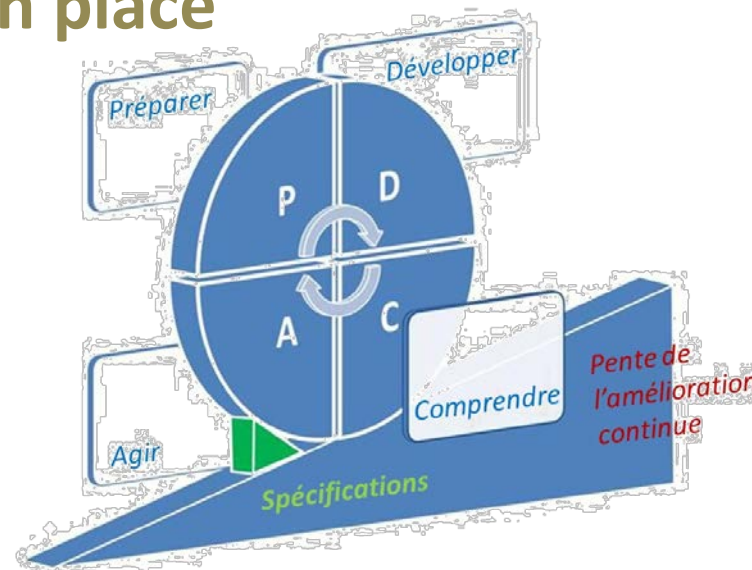 n place
Préparer
Développer
P
D
A
C
Comprendre
Pente de
l'amélioration
continue
Agir
Spécifications